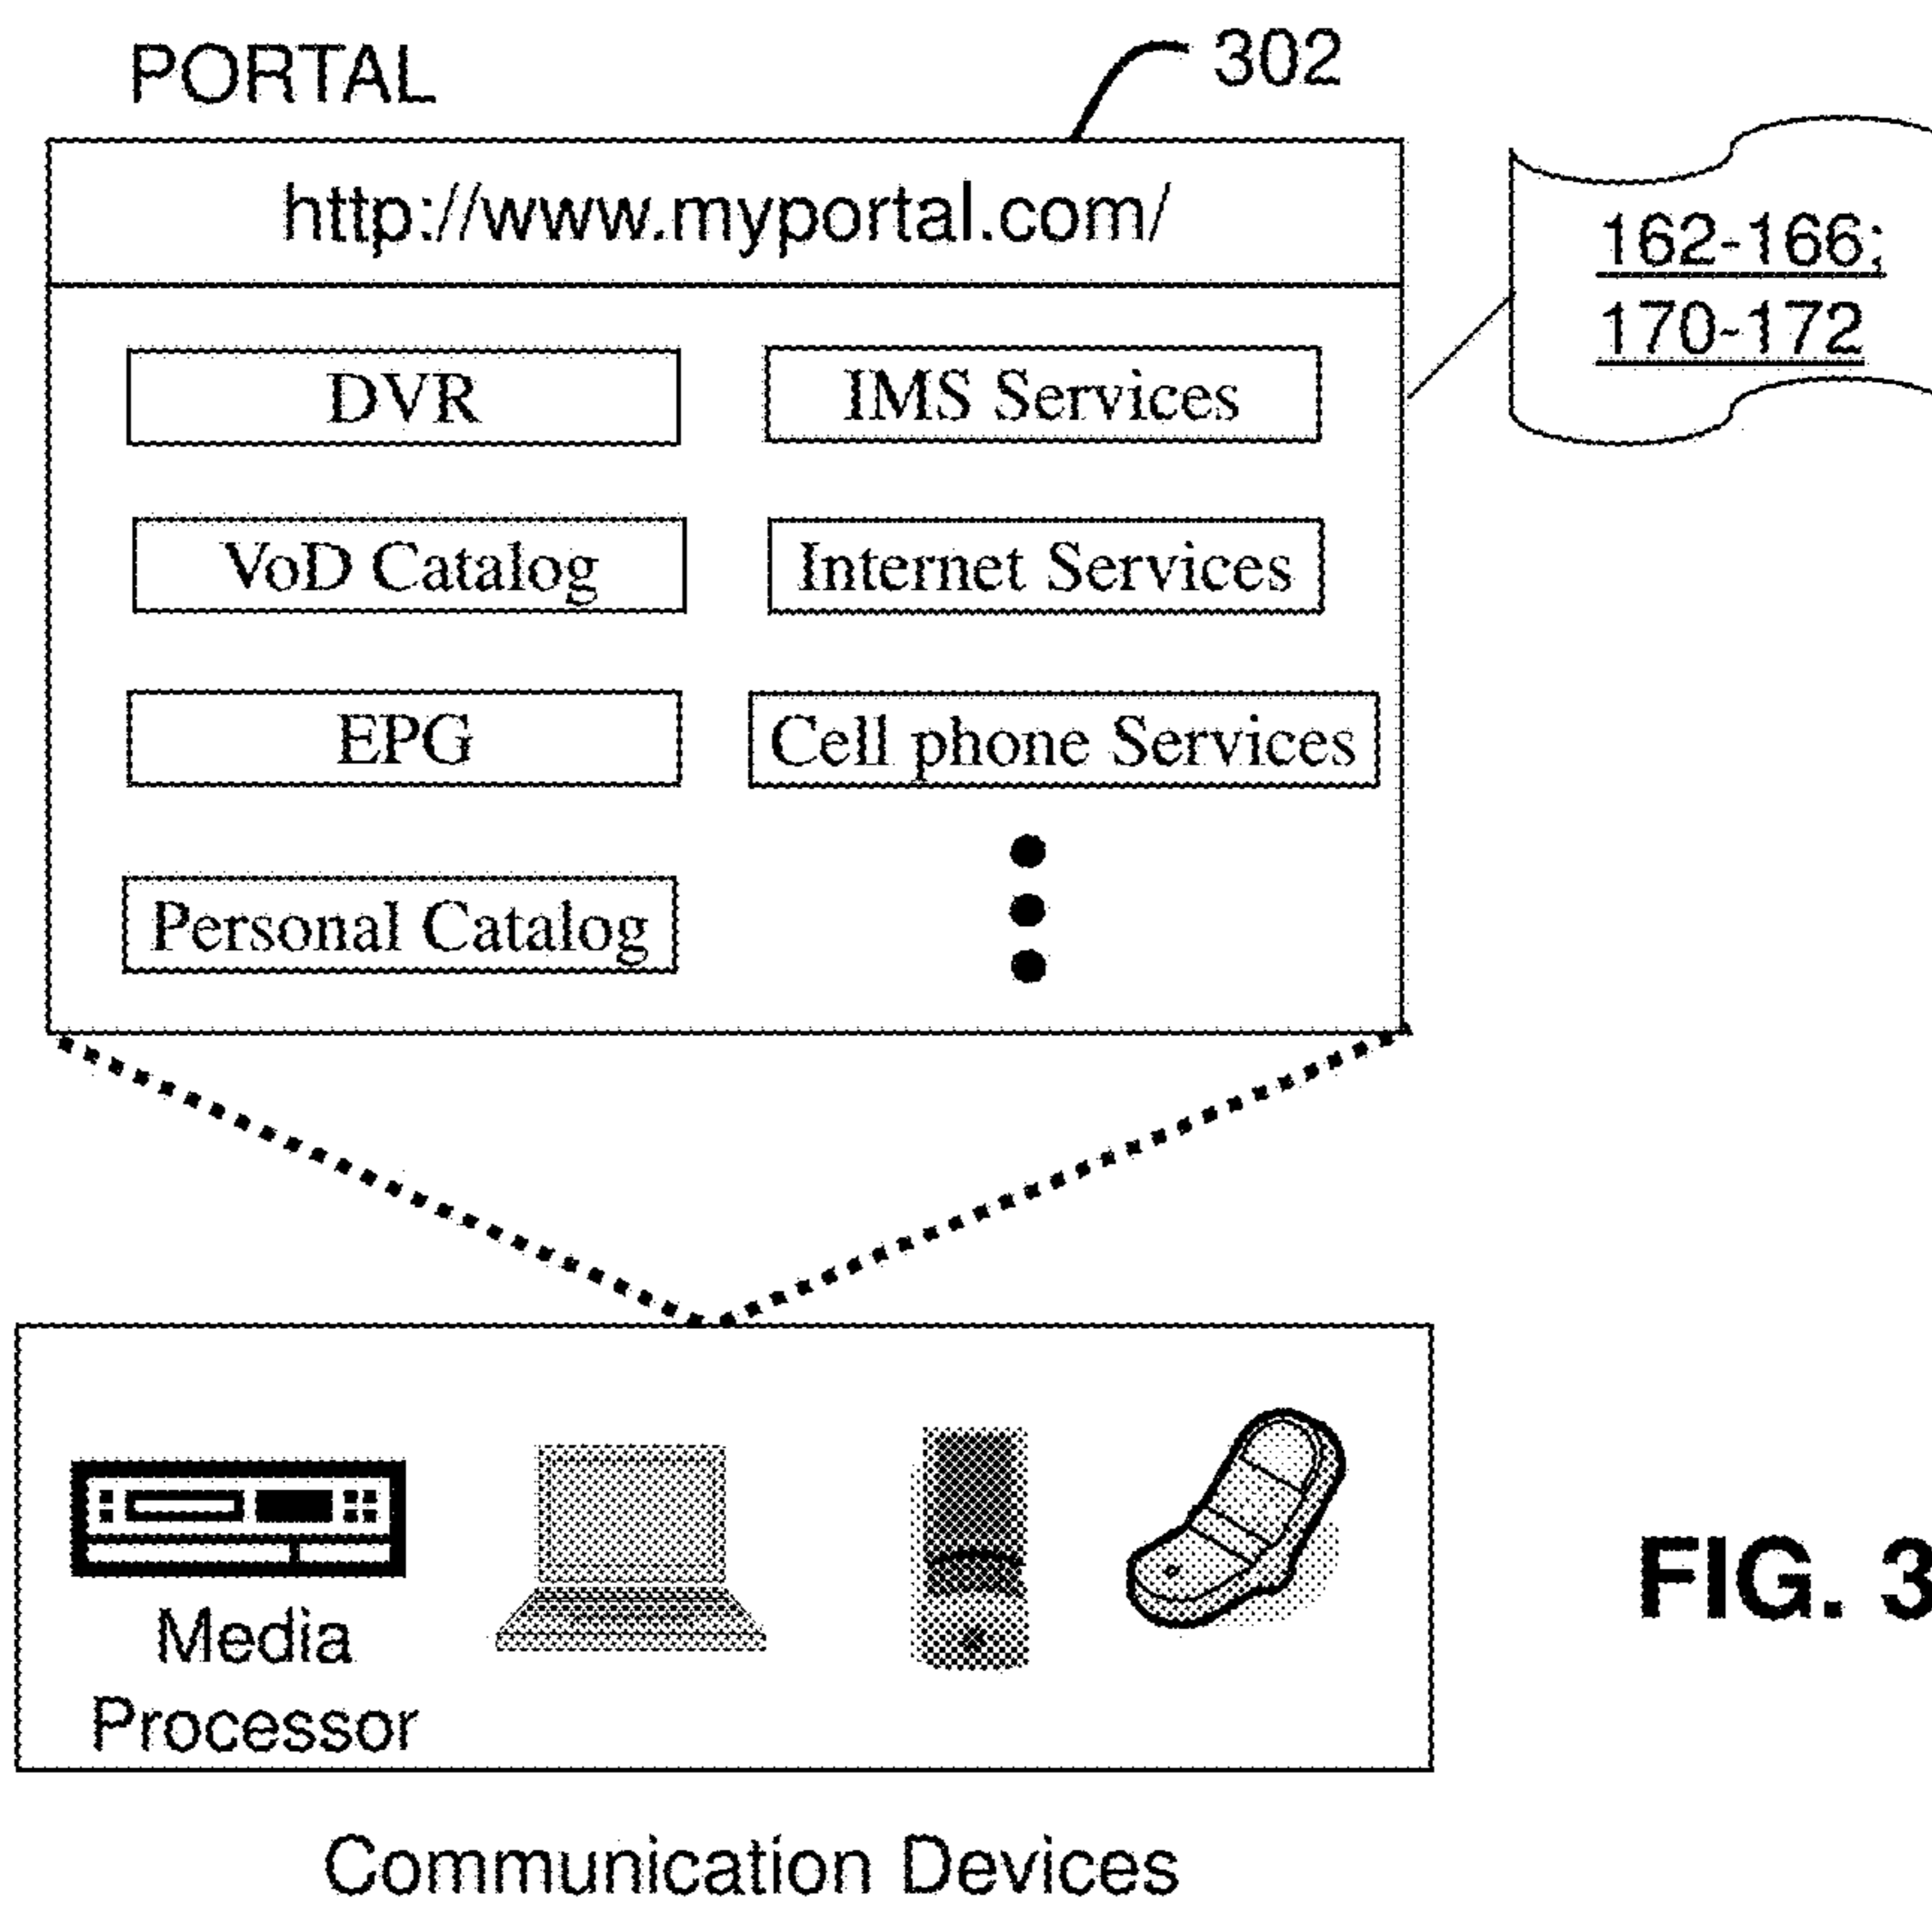 PORTAL
302
http://www.myportal.com/
162-166;
170-172
DVR
IMS Services
VoD Catalog
Internet Services
EPG
Cell phone Services
Personal Catalog
Media
Processor
FIG. 3
Communication Devices